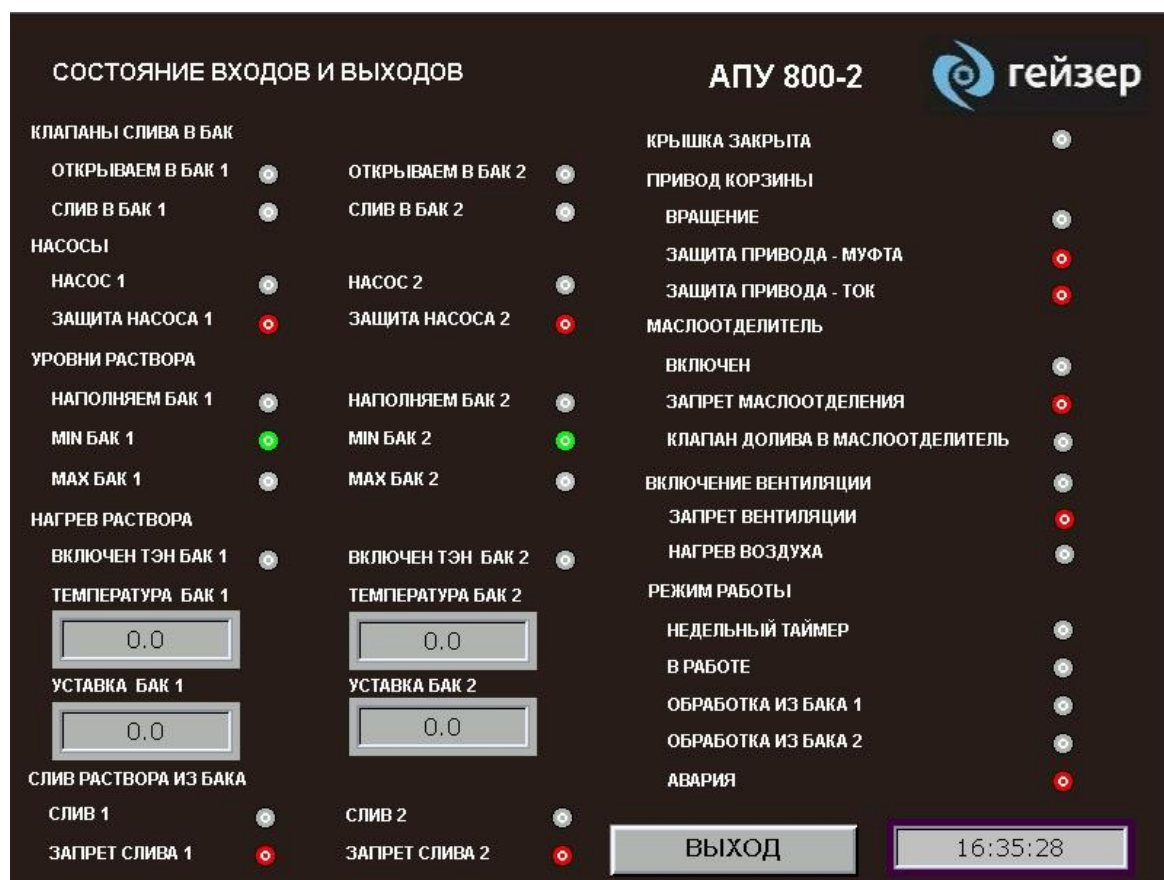 СОСТОЯНИЕ ВХОДОВ И ВЫХОДОВ
АПУ 800-2
гейзер
КЛАПАНЫ СЛИВА В БАК
ОТКРЫВАЕМ В БАК 1
ОТКРЫВАЕМ В БАК 2
СЛИВ В БАК 1
СЛИВ В БАК 2
НАСОСЫ
НАСОС 1
НАСОС 2
ЗАЩИТА НАСОСА 1
ЗАЩИТА НАСОСА 2
УРОВНИ РАСТВОРА
НАПОЛНЯЕМ БАК 1
НАПОЛНЯЕМ БАК 2
MIN БАК 1
MIN БАК 2
MAX БАК 1
MAX БАК 2
НАГРЕВ РАСТВОРА
ВКЛЮЧЕН ТЭН БАК 1
ВКЛЮЧЕН ТЭН БАК 2
ТЕМПЕРАТУРА БАК 1
ТЕМПЕРАТУРА БАК 2
0.0
0.0
УСТАВКА БАК 1
УСТАВКА БАК 2
0.0
0.0
СЛИВ РАСТВОРА ИЗ БАКА
СЛИВ 1
СЛИВ 2
ЗАПРЕТ СЛИВА 1
ЗАПРЕТ СЛИВА 2
КРЫШКА ЗАКРЫТА
ПРИВОД КОРЗИНЫ
ВРАЩЕНИЕ
ЗАЩИТА ПРИВОДА - МУФТА
ЗАЩИТА ПРИВОДА - ТОК
МАСЛООТДЕЛИТЕЛЬ
ВКЛЮЧЕН
ЗАПРЕТ МАСЛООТДЕЛЕНИЯ
КЛАПАН ДОЛИВА В МАСЛООТДЕЛИТЕЛЬ
ВКЛЮЧЕНИЕ ВЕНТИЛЯЦИИ
ЗАПРЕТ ВЕНТИЛЯЦИИ
НАГРЕВ ВОЗДУХА
РЕЖИМ РАБОТЫ
НЕДЕЛЬНЫЙ ТАЙМЕР
В РАБОТЕ
ОБРАБОТКА ИЗ БАКА 1
ОБРАБОТКА ИЗ БАКА 2
АВАРИЯ
ВЫХОД
16:35:28